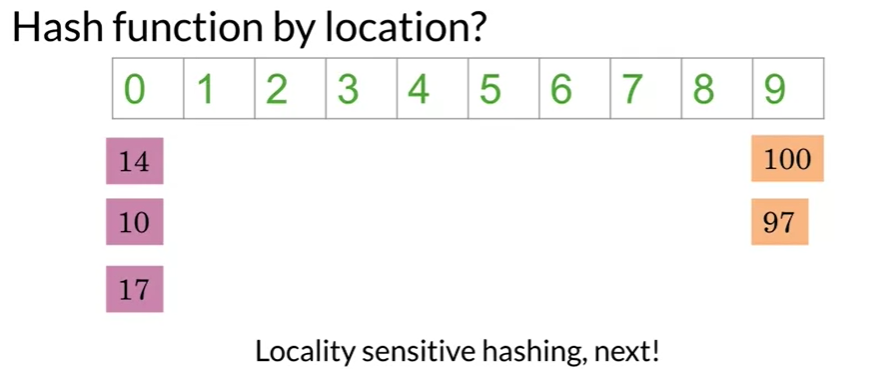 Hash function by location?
0 1 2 3 4 5 6 7 8 9
14 100
10 97
17
Locality sensitive hashing, next!